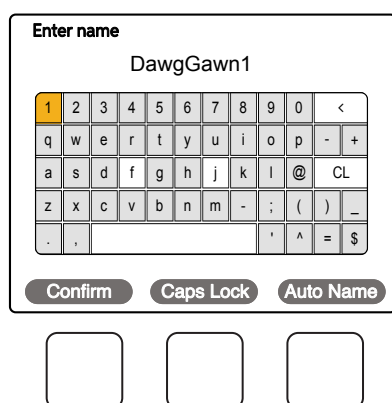 Enter name
DawgGawn1
1 2 3 4 5 6 7 8 9 0 <
q w e r t y u i o p - +
a s d f g h j k l @ CL
z x c v b n m - ; ( ) _
. , ' ^ = $
Confirm Caps Lock Auto Name